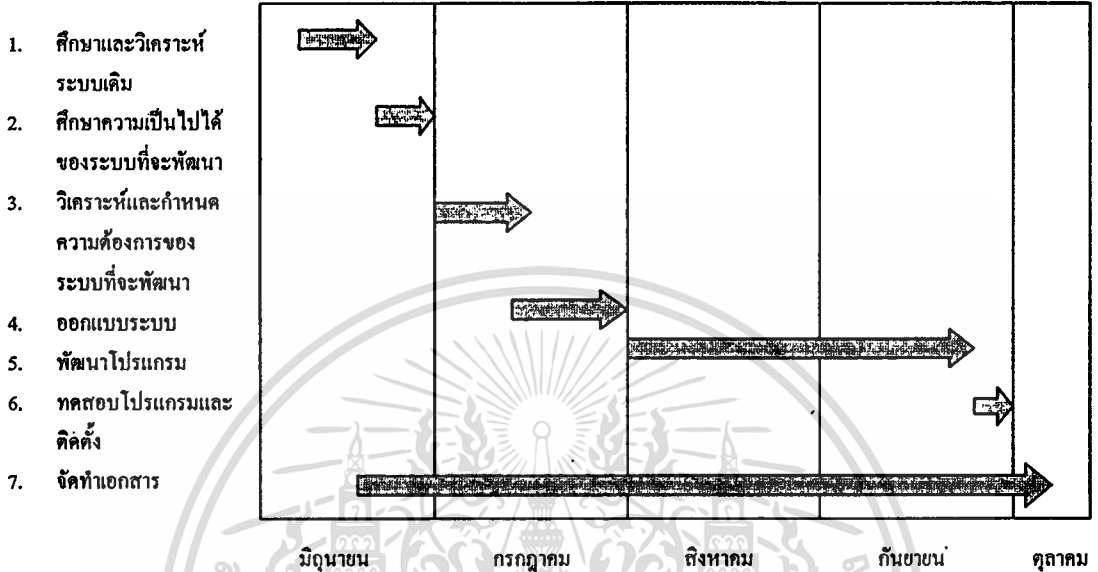 1. ศึกษาและวิเคราะห์
ระบบเดิม
2. ศึกษาความเป็นไปได้
ของระบบที่จะพัฒนา
3. วิเคราะห์และกำหนด
ความต้องการของ
ระบบที่จะพัฒนา
4. ออกแบบระบบ
5. พัฒนาโปรแกรม
6. ทดสอบโปรแกรมและ
ติดตั้ง
7. จัดทำเอกสาร
มิถุนายน กรกฎาคม สิงหาคม กันยายน ตุลาคม